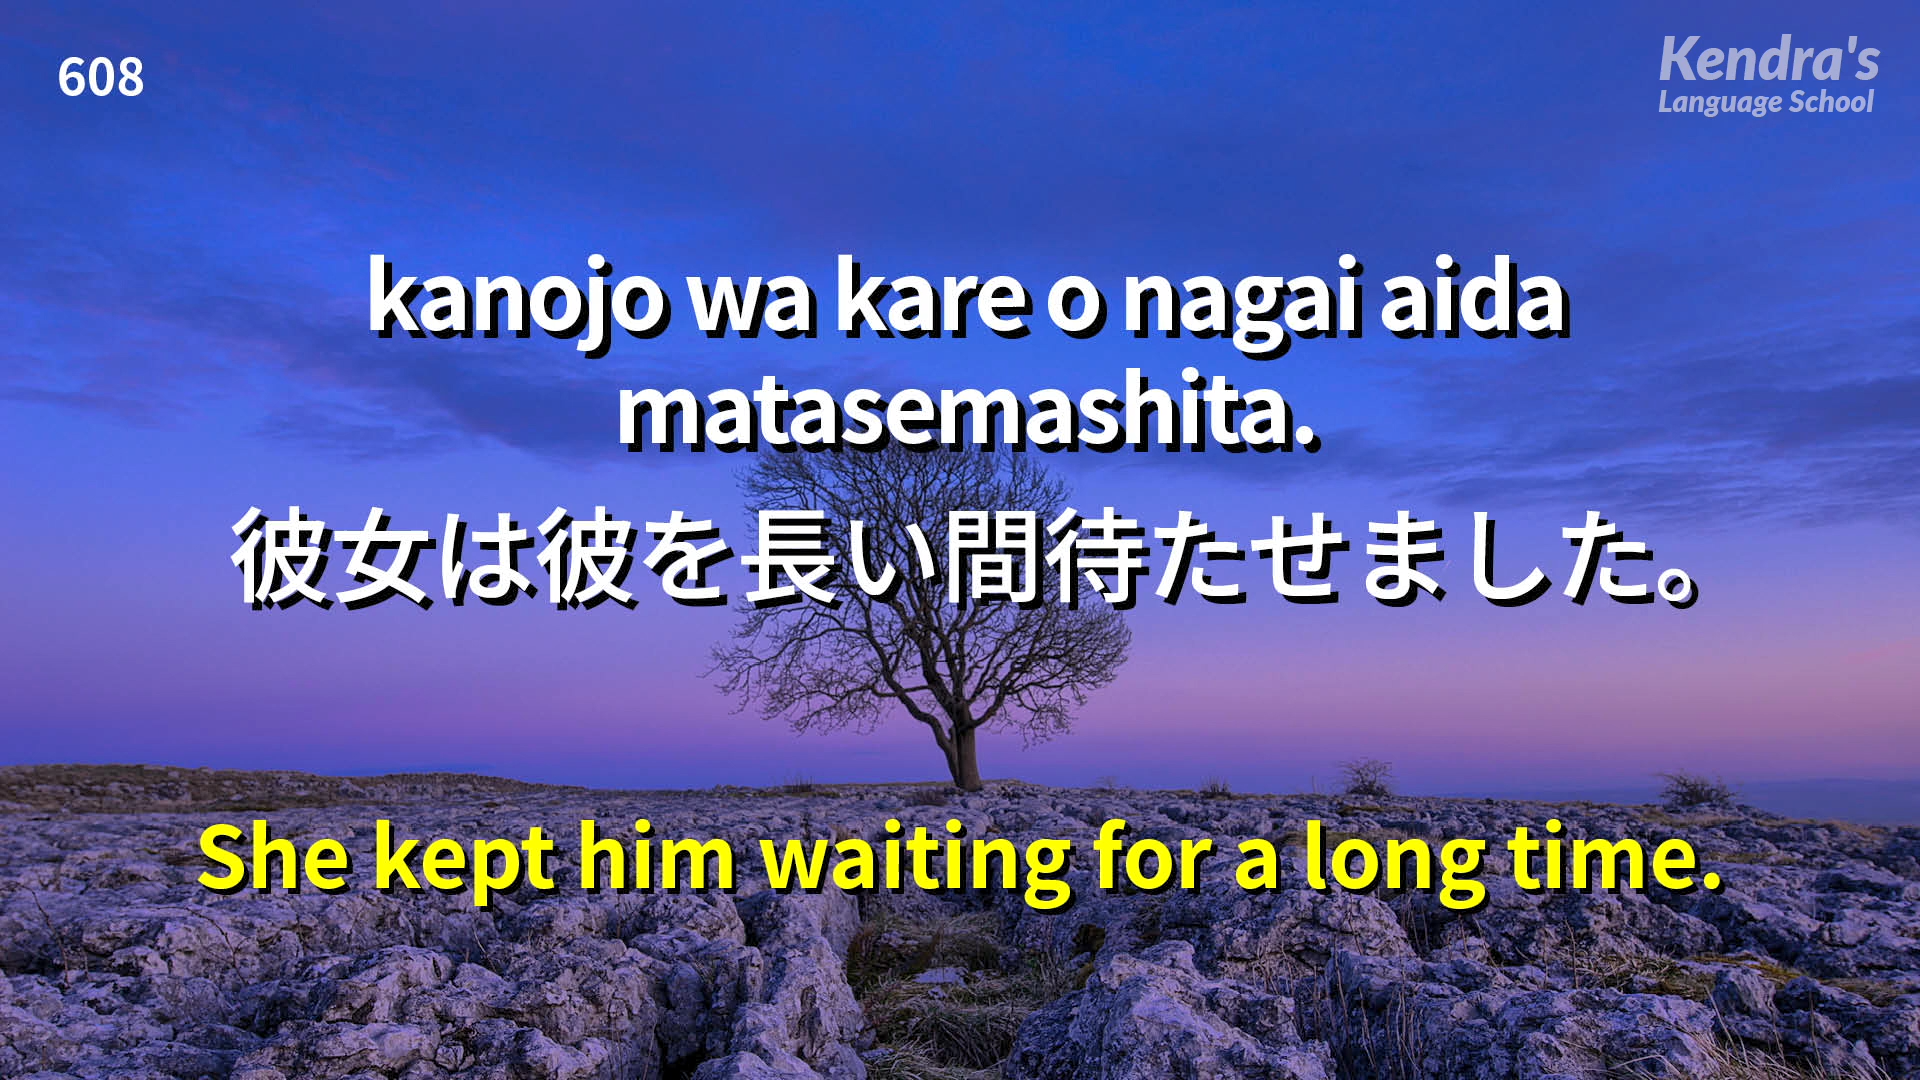 608
Kendra's
Language School
kanojo wa kare o nagai aida
matasemashita.
彼女は彼を長い間待たせました。
She kept him waiting for a long time.